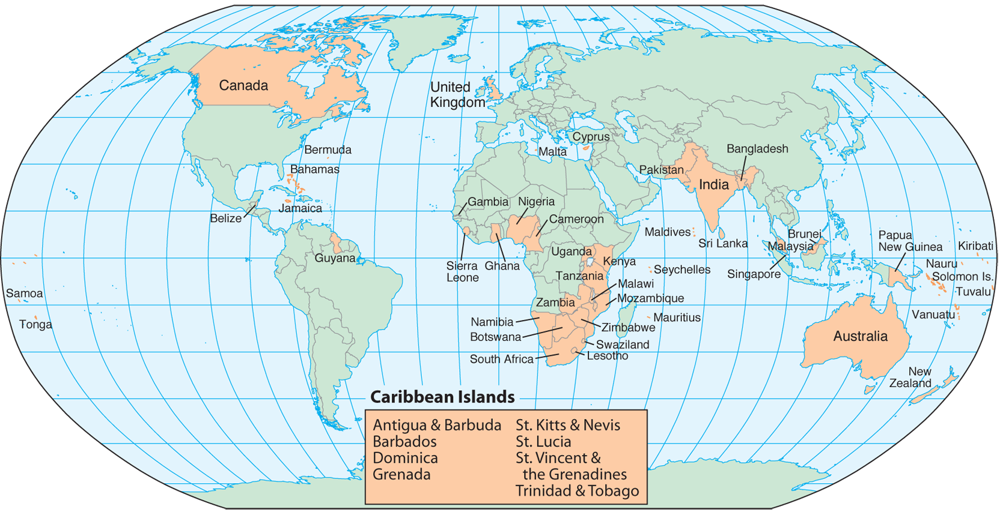 Canada
United
Kingdom
Cyprus
Malta
Bermuda
Bahamas
Bangladesh
Pakistan
India
Belize
Jamaica
Gambia
Nigeria
Cameroon
Maldives
Sri Lanka
Brunei
Malaysia
Singapore
Papua
New Guinea
Kiribati
Nauru
Solomon Is.
Tuvalu
Vanuatu
Guyana
Sierra
Leone
Ghana
Uganda
Kenya
Tanzania
Seychelles
Malawi
Mozambique
Zambia
Mauritius
Namibia
Zimbabwe
Botswana
Swaziland
Lesotho
South Africa
Samoa
Tonga
Australia
New
Zealand
Caribbean Islands
Antigua & Barbuda
Barbados
Dominica
Grenada
St. Kitts & Nevis
St. Lucia
St. Vincent &
the Grenadines
Trinidad & Tobago